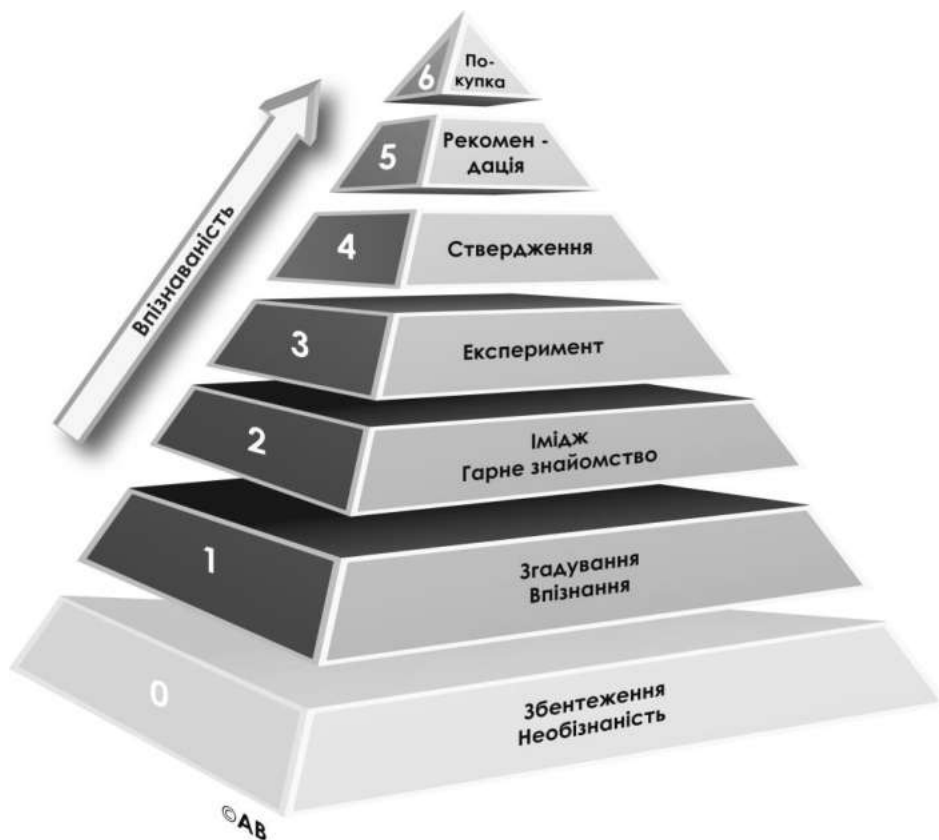 6
По-
купка
5
Рекомен -
дація
4
Ствердження
3
Експеримент
2
Імідж
Гарне знайомство
1
Згадування
Впізнання
0
Збентеження
Необізнаність
Впізнаваність
©АВ